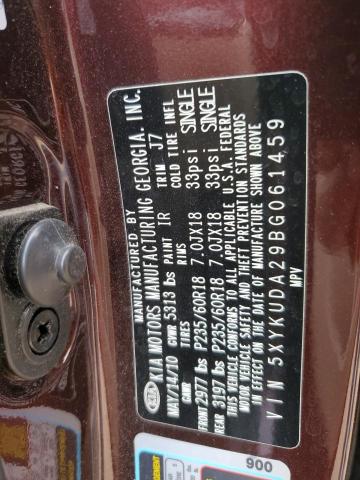 MANUFACTURED BY
KIA KIA MOTORS MANUFACTURING GEORGIA, INC.
MAY/14/10 GVWR 5313 lbs PAINT IR TRIM J7
GAWR TIRES RIMS COLD TIRE INFL
FRONT 2977 lbs P235/60R18 7.0JX18 33psi SINGLE
REAR 3197 lbs P235/60R18 7.0JX18 33psi SINGLE
THIS VEHICLE CONFORMS TO ALL APPLICABLE U.S.A. FEDERAL
MOTOR VEHICLE SAFETY AND THEFT PREVENTION STANDARDS
IN EFFECT ON THE DATE OF MANUFACTURE SHOWN ABOVE
VIN 5XYKUDA29BG061459
MPV
900